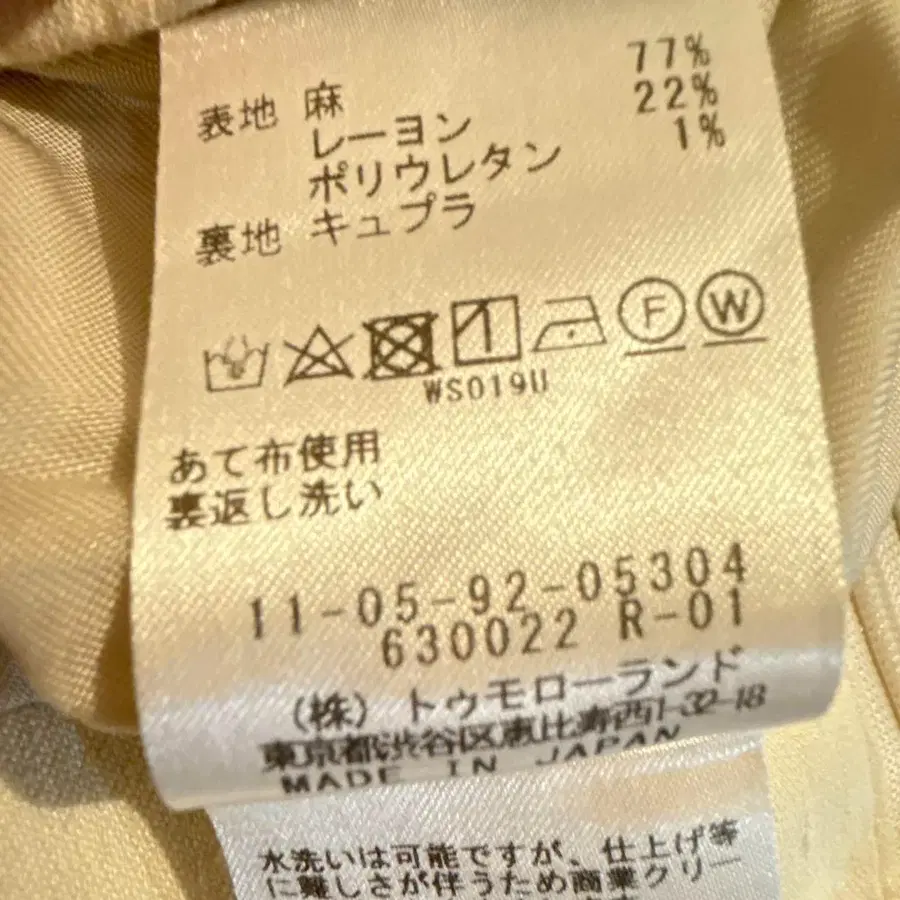 表地 麻 77%
レーヨン 22%
ポリウレタン 1%
裏地 キュプラ
F W
WS019U
あて布使用
裏返し洗い
11-05-92-05304
630022 R-01
(株)トゥモローランド
東京都渋谷区恵比寿西1-32-18
MADE IN JAPAN
水洗いは可能ですが、仕上げ等
に難しさが伴うため商業クリー